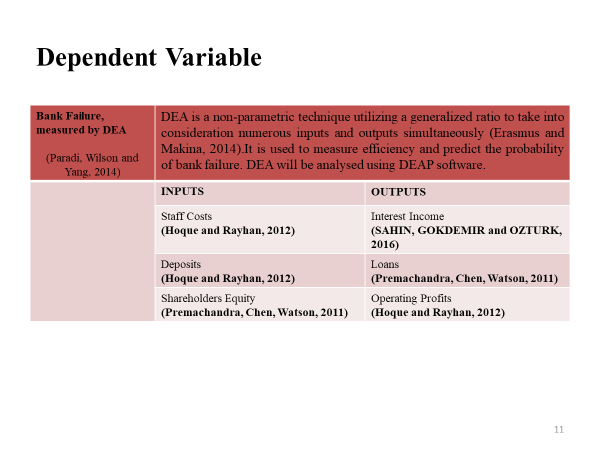 Dependent Variable
Bank Failure,
measured by DEA
(Paradi, Wilson and
Yang, 2014)
DEA is a non-parametric technique utilizing a generalized ratio to take into
consideration numerous inputs and outputs simultaneously (Erasmus and
Makina, 2014).It is used to measure efficiency and predict the probability
of bank failure. DEA will be analysed using DEAP software.
INPUTS
OUTPUTS
Staff Costs
(Hoque and Rayhan, 2012)
Interest Income
(SAHIN, GOKDEMIR and OZTURK,
2016)
Deposits
(Hoque and Rayhan, 2012)
Loans
(Premachandra, Chen, Watson, 2011)
Shareholders Equity
(Premachandra, Chen, Watson, 2011)
Operating Profits
(Hoque and Rayhan, 2012)
11